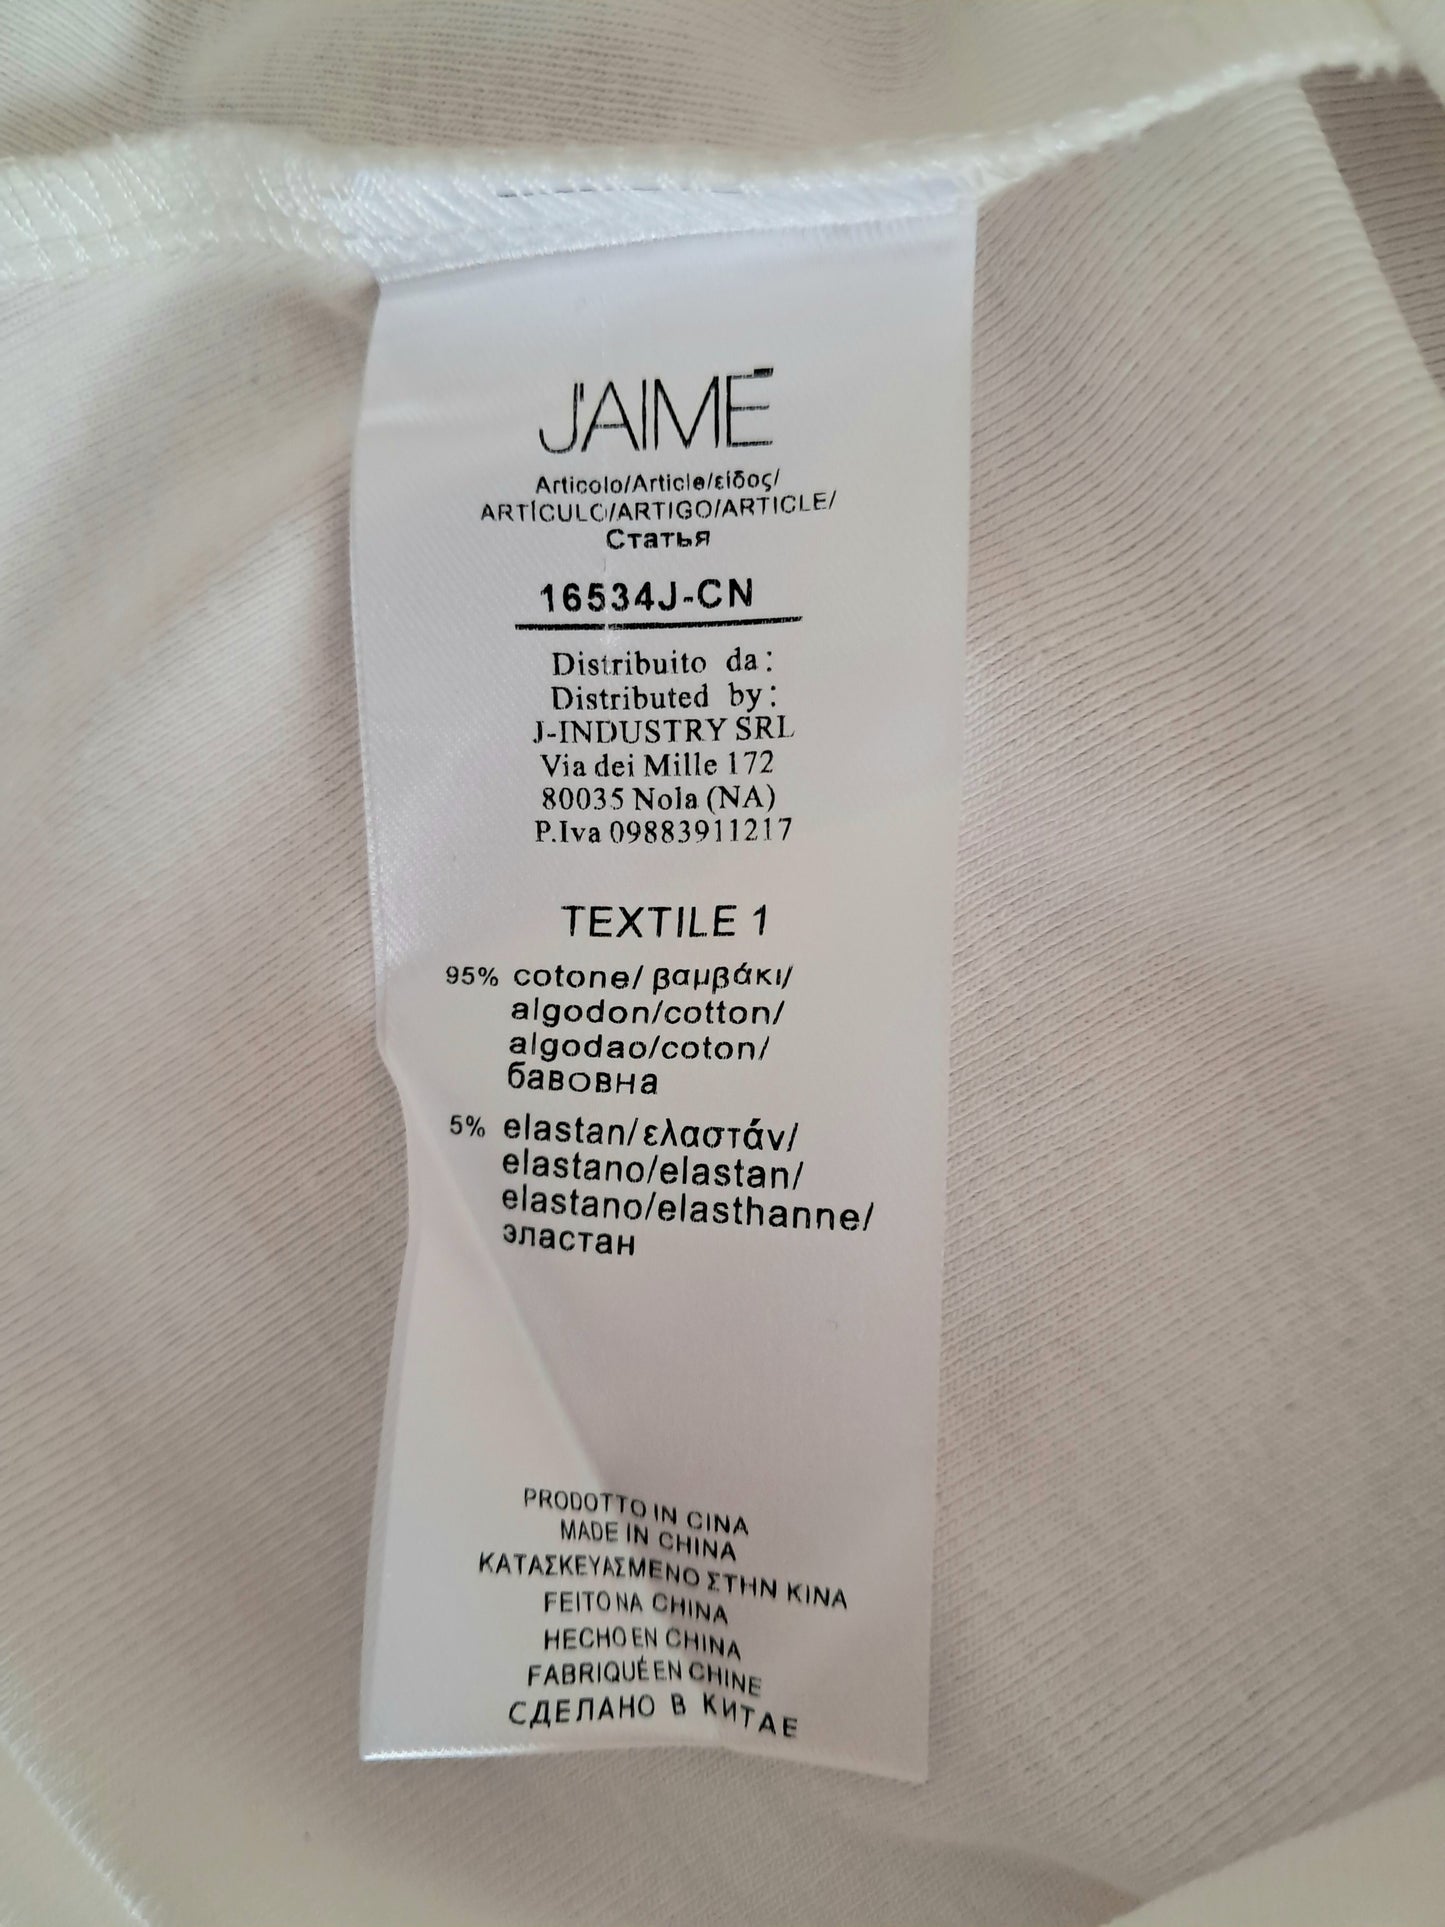 J'AIMÉ
Articolo/Article/είδος/
ARTÍCULO/ARTIGO/ARTICLE/
Статья
16534J-CN
Distribuito da:
Distributed by:
J-INDUSTRY SRL
Via dei Mille 172
80035 Nola (NA)
P.Iva 09883911217
TEXTILE 1
95% cotone/ βαμβάκι/
algodon/cotton/
algodao/coton/
бавовна
5% elastan/ελαστάν/
elastano/elastan/
elastano/elasthanne/
эластан
PRODOTTO IN CINA
MADE IN CHINA
ΚΑΤΑΣΚΕΥΑΣΜΕΝΟ ΣΤΗΝ ΚΙΝΑ
FEITO NA CHINA
HECHO EN CHINA
FABRIQUÉ EN CHINE
СДЕЛАНО В КИТАЕ